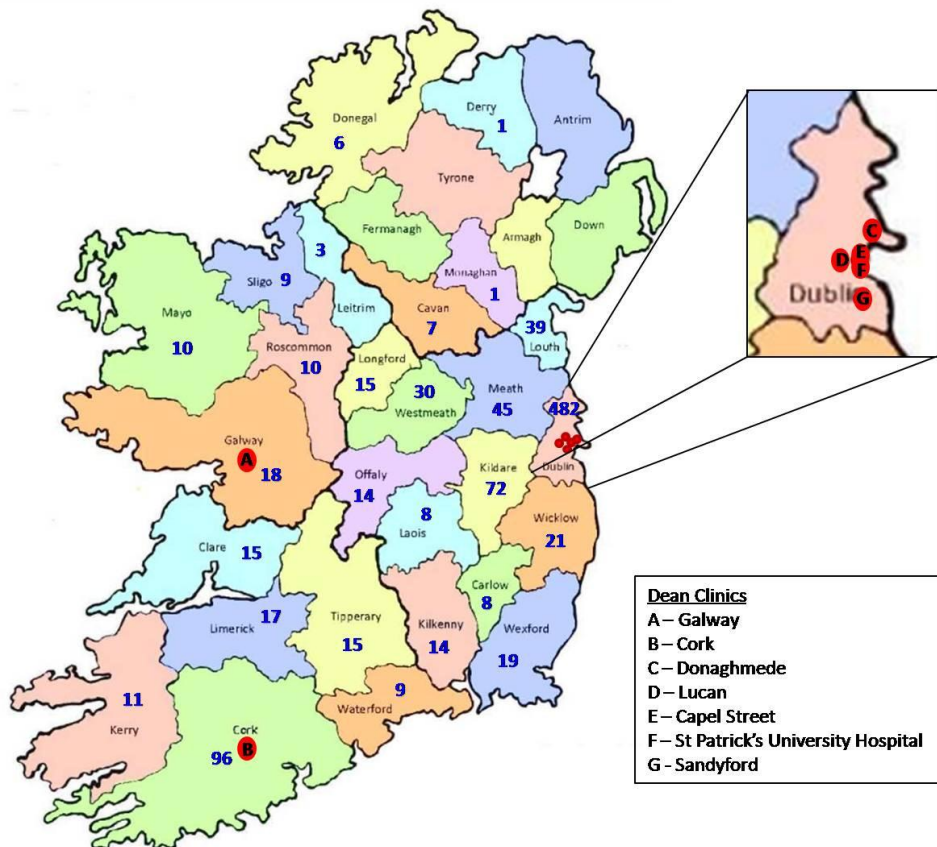 Donegal
6
Derry
1
Antrim
Tyrone
Fermanagh
Armagh
Down
Monaghan
1
3
Leitrim
Sligo 9
Mayo
10
Cavan
7
39
Louth
Roscommon
10
Longford
15
30
Westmeath
Meath
45
482
Dublin
Galway
A
18
Offaly
14
Kildare
72
8
Laois
Wicklow
21
Clare 15
17
Limerick
Tipperary
15
Kilkenny
14
Carlow
8
Wexford
19
9
Waterford
11
Kerry
Cork
96 B
C
E
D
F
Dublin
G
Dean Clinics
A – Galway
B – Cork
C – Donaghmede
D – Lucan
E – Capel Street
F – St Patrick's University Hospital
G - Sandyford